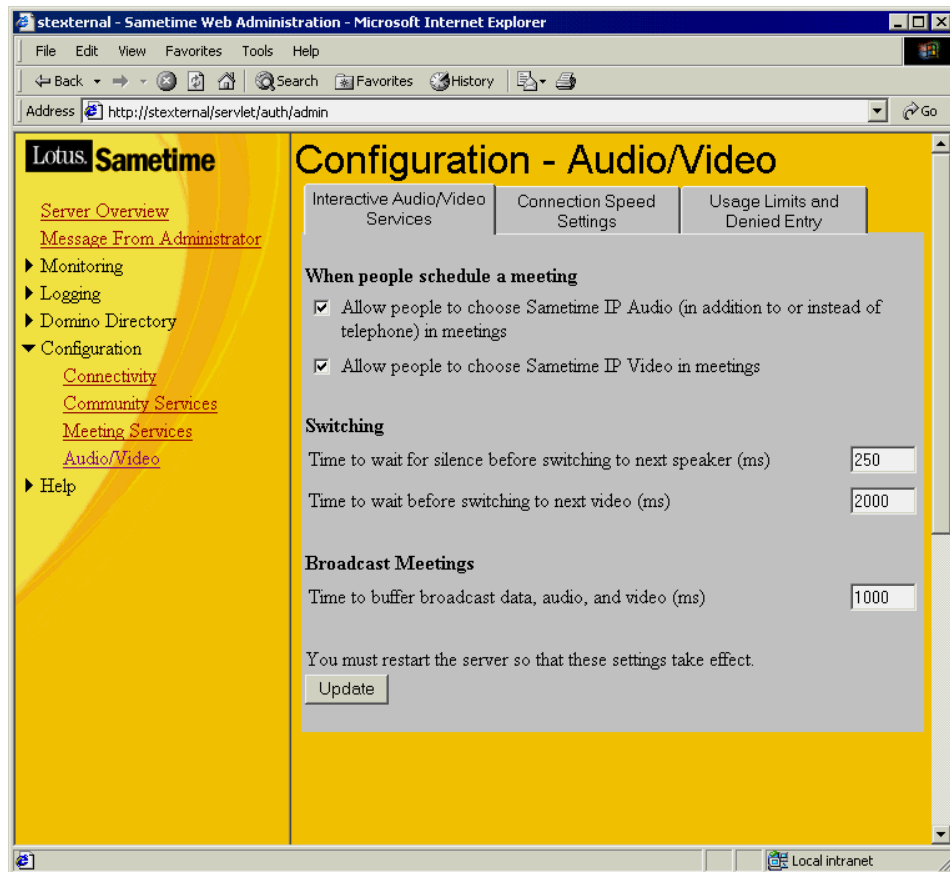 stexternal - Sametime Web Administration - Microsoft Internet Explorer
File Edit View Favorites Tools Help
Back Search Favorites History
Address http://stexternal/servlet/auth/admin Go
Lotus. Sametime
Server Overview
Message From Administrator
Monitoring
Logging
Domino Directory
Configuration
Connectivity
Community Services
Meeting Services
Audio/Video
Help
Configuration - Audio/Video
Interactive Audio/Video
Services
Connection Speed
Settings
Usage Limits and
Denied Entry
When people schedule a meeting
Allow people to choose Sametime IP Audio (in addition to or instead of
telephone) in meetings
Allow people to choose Sametime IP Video in meetings
Switching
Time to wait for silence before switching to next speaker (ms) 250
Time to wait before switching to next video (ms) 2000
Broadcast Meetings
Time to buffer broadcast data, audio, and video (ms) 1000
You must restart the server so that these settings take effect.
Update
Local intranet